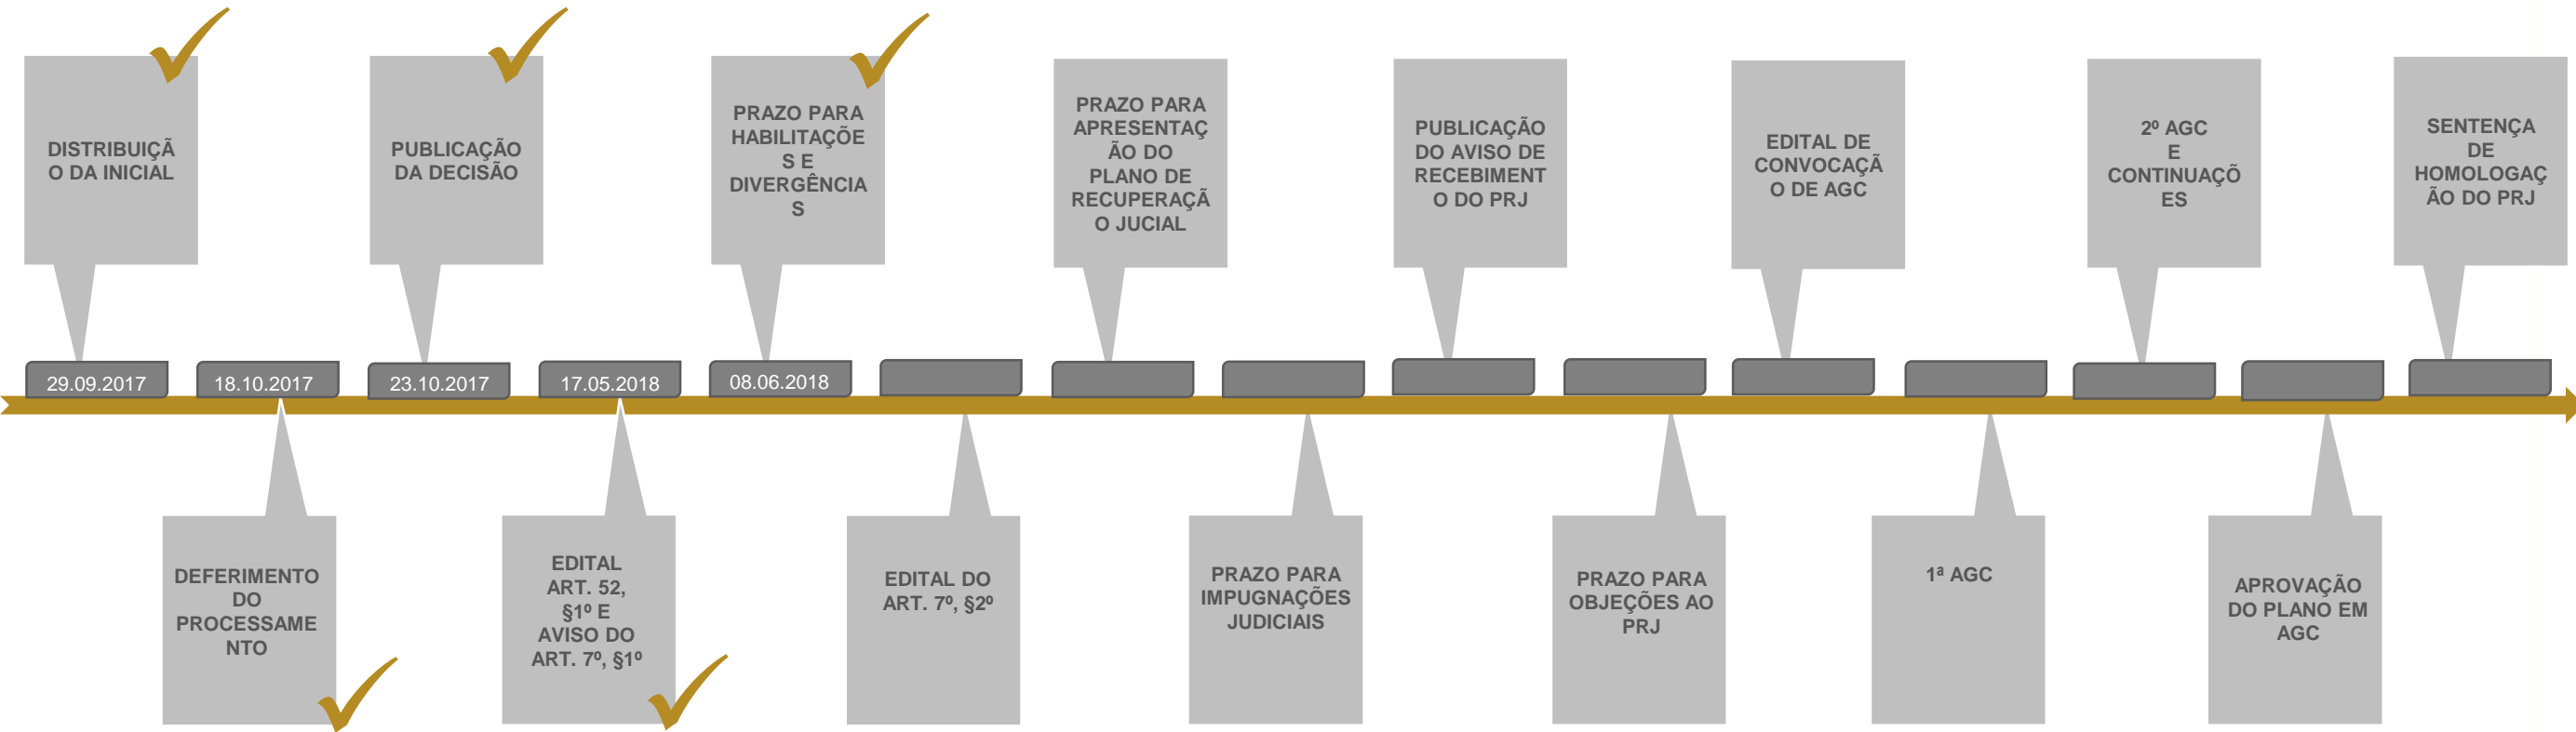 DISTRIBUIÇÃ
O DA INICIAL
PUBLICAÇÃO
DA DECISÃO
PRAZO PARA
HABILITAÇÕE
S E
DIVERGÊNCIA
S
PRAZO PARA
APRESENTAÇ
ÃO DO
PLANO DE
RECUPERAÇÃ
O JUCIAL
PUBLICAÇÃO
DO AVISO DE
RECEBIMENT
O DO PRJ
EDITAL DE
CONVOCAÇÃ
O DE AGC
2º AGC
E
CONTINUAÇÕ
ES
SENTENÇA
DE
HOMOLOGAÇ
ÃO DO PRJ
29.09.2017
18.10.2017
23.10.2017
17.05.2018
08.06.2018
DEFERIMENTO
DO
PROCESSAME
NTO
EDITAL
ART. 52,
§1º E
AVISO DO
ART. 7º, §1º
EDITAL DO
ART. 7º, §2º
PRAZO PARA
IMPUGNAÇÕES
JUDICIAIS
PRAZO PARA
OBJEÇÕES AO
PRJ
1ª AGC
APROVAÇÃO
DO PLANO EM
AGC